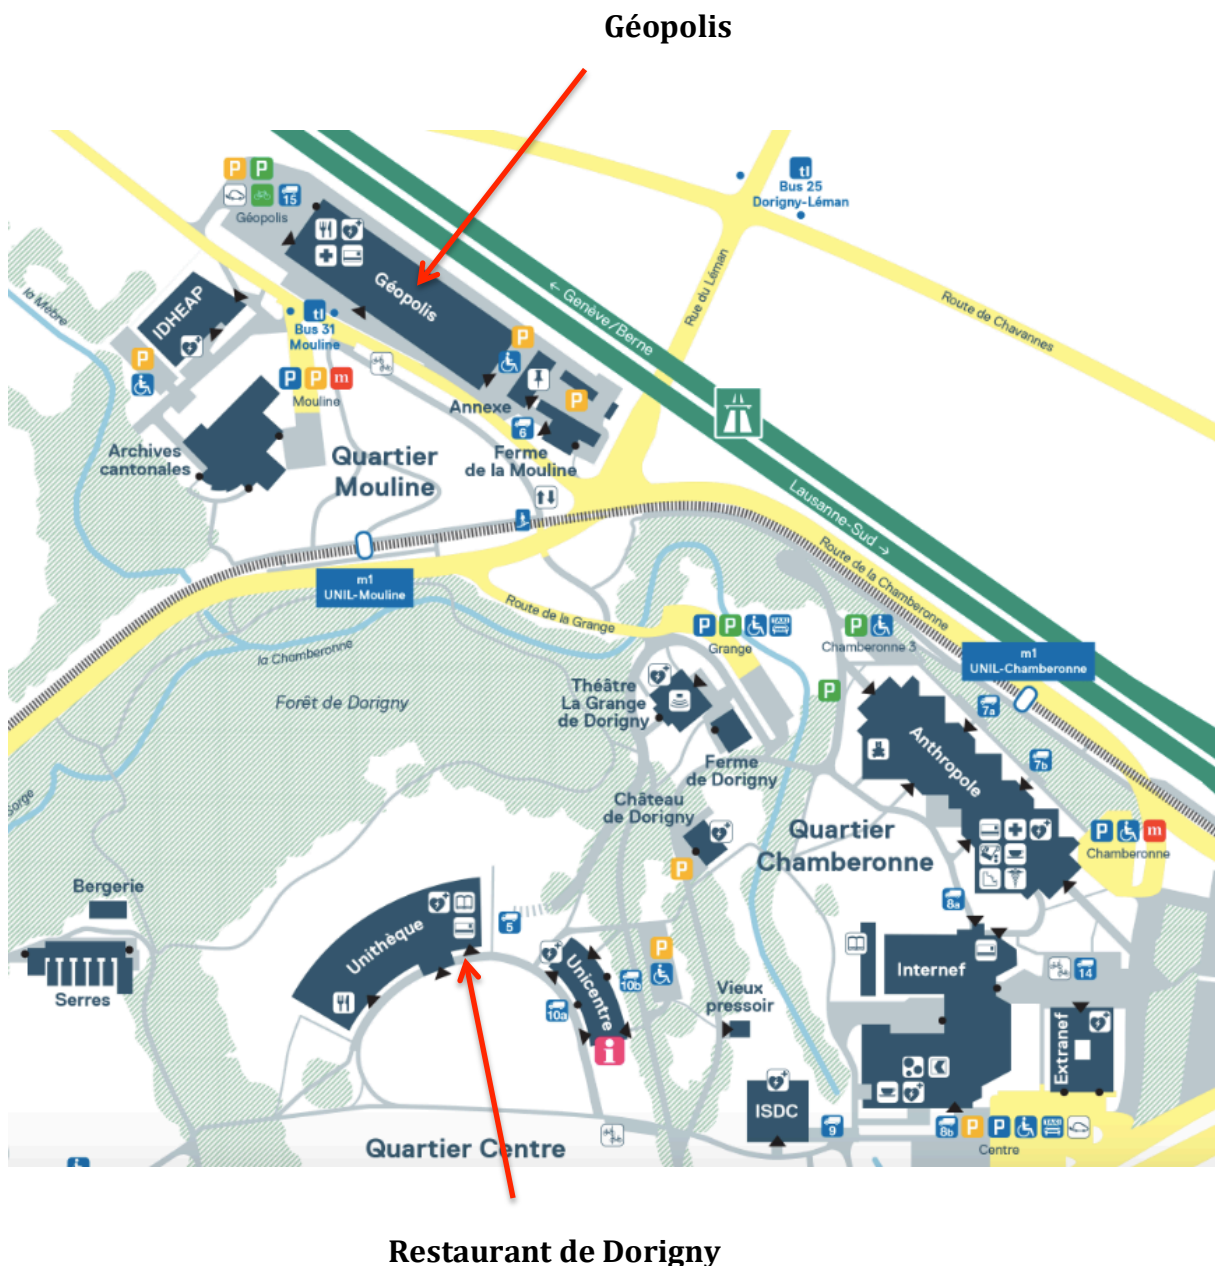 Géopolis
P P
15
Géopolis
tl
Bus 25
Dorigny-Léman
la Mèbre
IDHEAP
Géopolis
← Genève/Berne
Rue du Léman
Route de Chavannes
tl
Bus 31
Mouline
P
P
P P m
Mouline
Annexe
P
6
Ferme
de la Mouline
Archives
cantonales
Quartier
Mouline
Lausanne-Sud →
Route de la Chamberonne
m1
UNIL-Mouline
Route de la Grange
P P TAXI
Grange
P
Chamberonne 3
m1
UNIL-Chamberonne
la Chamberonne
Forêt de Dorigny
Théâtre
La Grange
de Dorigny
P
7a
7b
Anthropole
Ferme
de Dorigny
Sorge
Château
de Dorigny
Quartier
Chamberonne
P m
Chamberonne
P
Bergerie
Serres
Unithèque
5
8a
Unicentre
P
10a
10b
i
Vieux
pressoir
Internef
14
Extranef
ISDC
9
8b P P TAXI
Centre
Quartier Centre
Restaurant de Dorigny